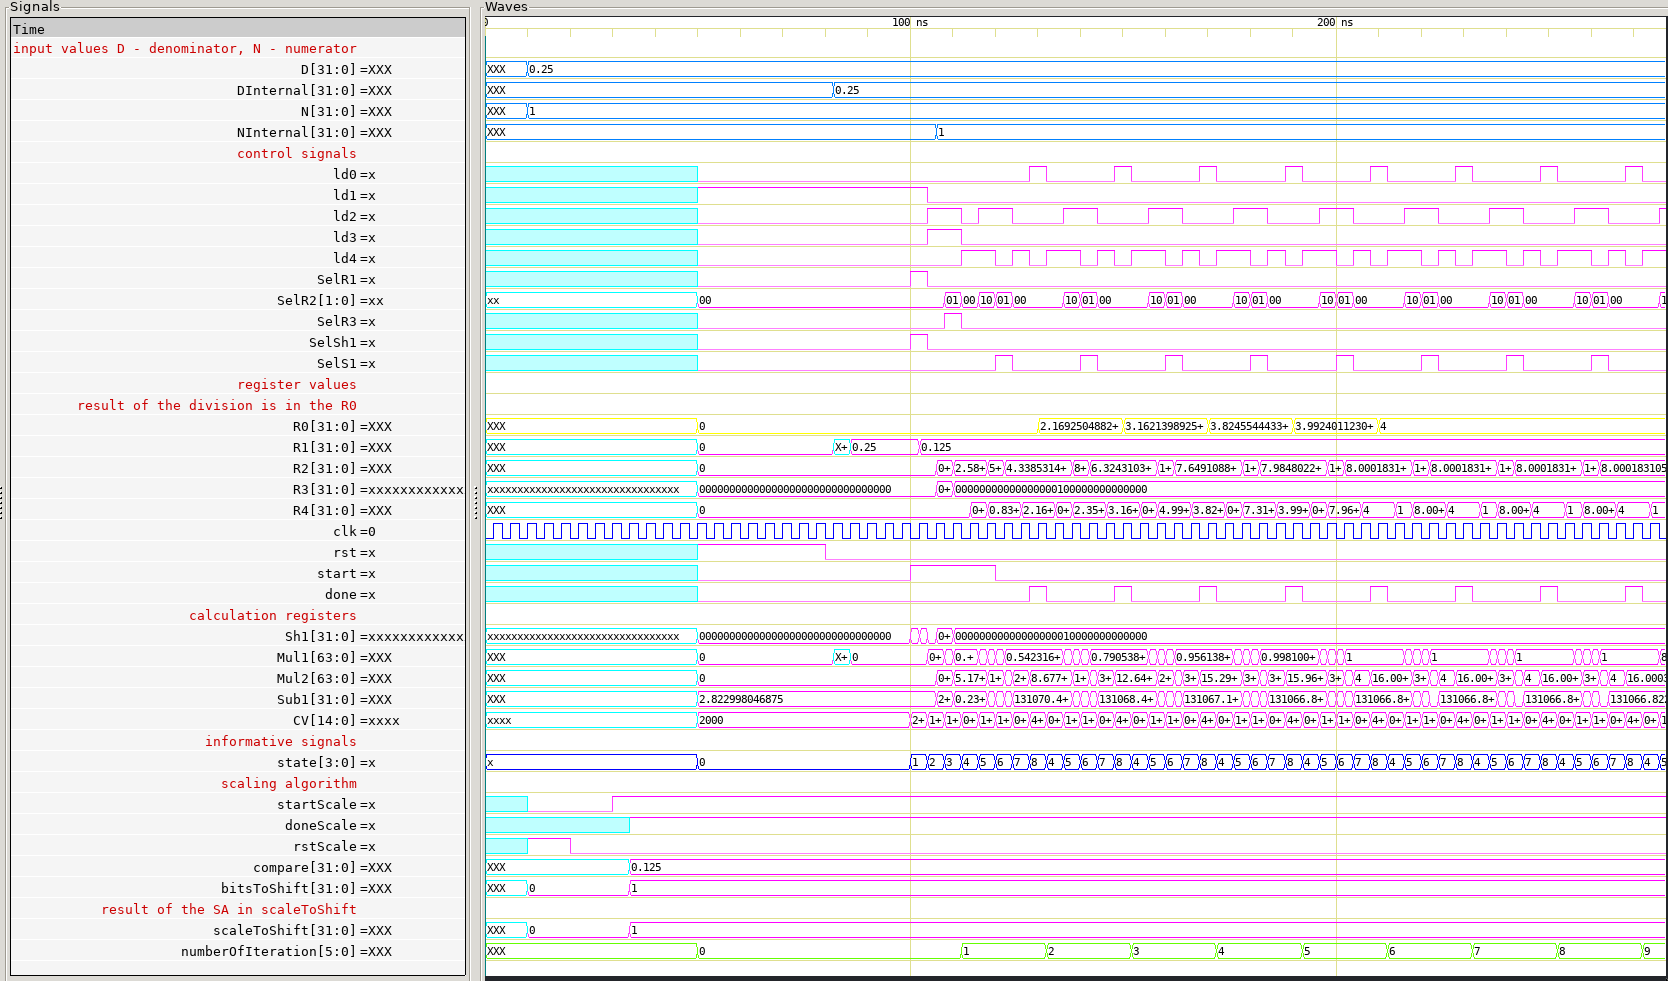 Signals Waves
Time 0 100 ns 200 ns
input values D - denominator, N - numerator
D[31:0] =XXX XXX 0.25
DInternal[31:0] =XXX XXX 0.25
N[31:0] =XXX XXX 1
NInternal[31:0] =XXX XXX 1
control signals
ld0 =x
ld1 =x
ld2 =x
ld3 =x
ld4 =x
SelR1 =x
SelR2[1:0] =xx xx 00 01 00 10 01 00 10 01 00 10 01 00 10 01 00 10 01 00 10 01 00 10 01 00 10 01 00 1
SelR3 =x
SelSh1 =x
SelS1 =x
register values
result of the division is in the R0
R0[31:0] =XXX XXX 0 2.1692504882+ 3.1621398925+ 3.8245544433+ 3.9924011230+ 4
R1[31:0] =XXX XXX 0 X+ 0.25 0.125
R2[31:0] =XXX XXX 0 0+ 2.58+ 5+ 4.3385314+ 8+ 6.3243103+ 1+ 7.6491088+ 1+ 7.9848022+ 1+ 8.0001831+ 1+ 8.0001831+ 1+ 8.0001831+ 1+ 8.000183105
R3[31:0] =xxxxxxxxxxxx xxxxxxxxxxxxxxxxxxxxxxxxxxxxxxxx 00000000000000000000000000000000 0+ 00000000000000000100000000000000
R4[31:0] =XXX XXX 0 0+ 0.83+ 2.16+ 0+ 2.35+ 3.16+ 0+ 4.99+ 3.82+ 0+ 7.31+ 3.99+ 0+ 7.96+ 4 1 8.00+ 4 1 8.00+ 4 1 8.00+ 4 1
clk =0
rst =x
start =x
done =x
calculation registers
Sh1[31:0] =xxxxxxxxxxxx xxxxxxxxxxxxxxxxxxxxxxxxxxxxxxxx 00000000000000000000000000000000 0+ 00000000000000000010000000000000
Mul1[63:0] =XXX XXX 0 X+ 0 0+ 0.+ 0.542316+ 0.790538+ 0.956138+ 0.998100+ 1 1 1 1 8
Mul2[63:0] =XXX XXX 0 0+ 5.17+ 1+ 2+ 8.677+ 1+ 3+ 12.64+ 2+ 3+ 15.29+ 3+ 3+ 15.96+ 3+ 4 16.00+ 3+ 4 16.00+ 3+ 4 16.00+ 3+ 4 16.0003
Sub1[31:0] =XXX XXX 2.822998046875 2+ 0.23+ 131070.4+ 131068.4+ 131067.1+ 131066.8+ 131066.8+ 131066.8+ 131066.8+ 131066.822
CV[14:0] =xxxx xxxx 2000 2+ 1+ 1+ 0+ 1+ 1+ 0+ 4+ 0+ 1+ 1+ 0+ 4+ 0+ 1+ 1+ 0+ 4+ 0+ 1+ 1+ 0+ 4+ 0+ 1+ 1+ 0+ 4+ 0+ 1+ 1+ 0+ 4+ 0+ 1+ 1+ 0+ 4+ 0+ 1+ 1+ 0+ 4+ 0+ 1
informative signals
state[3:0] =x x 0 1 2 3 4 5 6 7 8 4 5 6 7 8 4 5 6 7 8 4 5 6 7 8 4 5 6 7 8 4 5 6 7 8 4 5 6 7 8 4 5 6 7 8 4 5
scaling algorithm
startScale =x
doneScale =x
rstScale =x
compare[31:0] =XXX XXX 0.125
bitsToShift[31:0] =XXX XXX 0 1
result of the SA in scaleToShift
scaleToShift[31:0] =XXX XXX 0 1
numberOfIteration[5:0] =XXX XXX 0 1 2 3 4 5 6 7 8 9